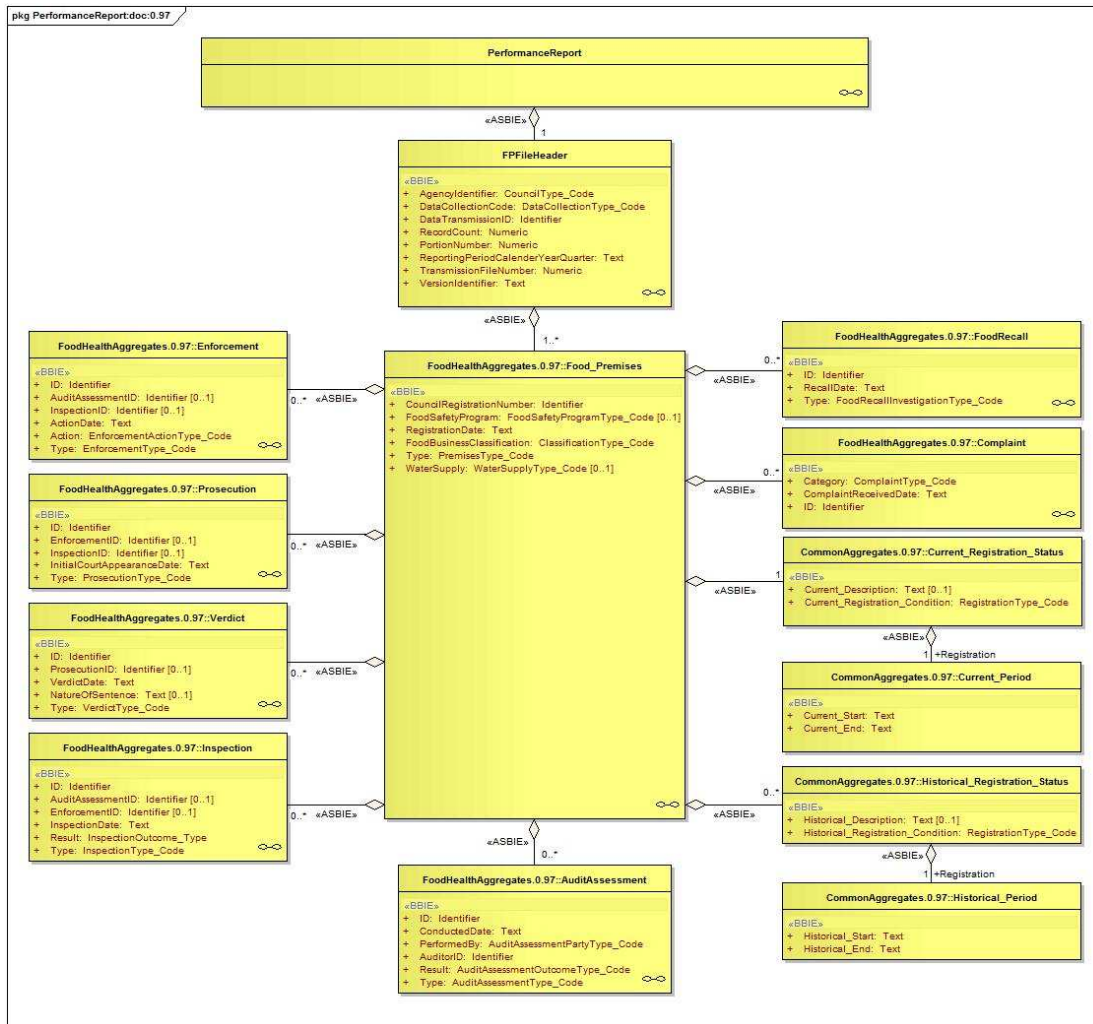 pkg PerformanceReport:doc:0.97
PerformanceReport
«ASBIE»
1
FPFileHeader
«BBIE»
+ AgencyIdentifier: CouncilType_Code
+ DataCollectionCode: DataCollectionType_Code
+ DataTransmissionID: Identifier
+ RecordCount: Numeric
+ PortionNumber: Numeric
+ ReportingPeriodCalenderYearQuarter: Text
+ TransmissionFileNumber: Numeric
+ VersionIdentifier: Text
«ASBIE»
1..*
FoodHealthAggregates.0.97::Enforcement
«BBIE»
+ ID: Identifier
+ AuditAssessmentID: Identifier [0..1]
+ InspectionID: Identifier [0..1]
+ ActionDate: Text
+ Action: EnforcementActionType_Code
+ Type: EnforcementType_Code
0..* «ASBIE»
FoodHealthAggregates.0.97::Prosecution
«BBIE»
+ ID: Identifier
+ EnforcementID: Identifier [0..1]
+ InspectionID: Identifier [0..1]
+ InitialCourtAppearanceDate: Text
+ Type: ProsecutionType_Code
0..* «ASBIE»
FoodHealthAggregates.0.97::Verdict
«BBIE»
+ ID: Identifier
+ ProsecutionID: Identifier [0..1]
+ VerdictDate: Text
+ NatureOfSentence: Text [0..1]
+ Type: VerdictType_Code
0..* «ASBIE»
FoodHealthAggregates.0.97::Inspection
«BBIE»
+ ID: Identifier
+ AuditAssessmentID: Identifier [0..1]
+ EnforcementID: Identifier [0..1]
+ InspectionDate: Text
+ Result: InspectionOutcome_Type
+ Type: InspectionType_Code
0..* «ASBIE»
FoodHealthAggregates.0.97::Food_Premises
«BBIE»
+ CouncilRegistrationNumber: Identifier
+ FoodSafetyProgram: FoodSafetyProgramType_Code [0..1]
+ RegistrationDate: Text
+ FoodBusinessClassification: ClassificationType_Code
+ Type: PremisesType_Code
+ WaterSupply: WaterSupplyType_Code [0..1]
«ASBIE»
0..*
FoodHealthAggregates.0.97::AuditAssessment
«BBIE»
+ ID: Identifier
+ ConductedDate: Text
+ PerformedBy: AuditAssessmentPartyType_Code
+ AuditorID: Identifier
+ Result: AuditAssessmentOutcomeType_Code
+ Type: AuditAssessmentType_Code
0..*
«ASBIE»
FoodHealthAggregates.0.97::FoodRecall
«BBIE»
+ ID: Identifier
+ RecallDate: Text
+ Type: FoodRecallInvestigationType_Code
0..*
«ASBIE»
FoodHealthAggregates.0.97::Complaint
«BBIE»
+ Category: ComplaintType_Code
+ ComplaintReceivedDate: Text
+ ID: Identifier
1
«ASBIE»
CommonAggregates.0.97::Current_Registration_Status
«BBIE»
+ Current_Description: Text [0..1]
+ Current_Registration_Condition: RegistrationType_Code
«ASBIE»
1 +Registration
CommonAggregates.0.97::Current_Period
«BBIE»
+ Current_Start: Text
+ Current_End: Text
0..*
«ASBIE»
CommonAggregates.0.97::Historical_Registration_Status
«BBIE»
+ Historical_Description: Text [0..1]
+ Historical_Registration_Condition: RegistrationType_Code
«ASBIE»
1 +Registration
CommonAggregates.0.97::Historical_Period
«BBIE»
+ Historical_Start: Text
+ Historical_End: Text